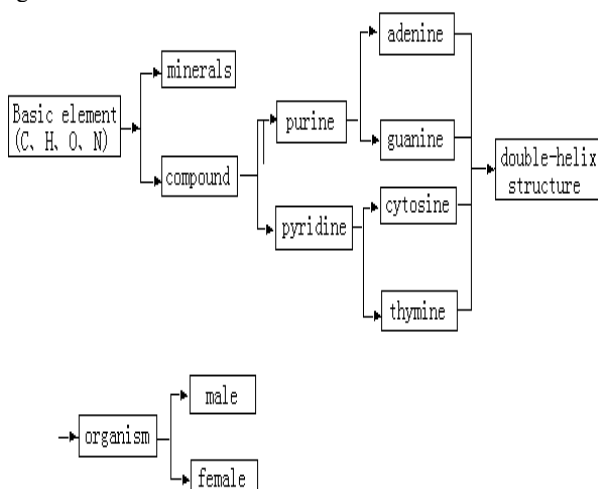 adenine
minerals
Basic element
(C、H、O、N)
purine
guanine
double-helix
structure
compound
cytosine
pyridine
thymine
male
organism
female